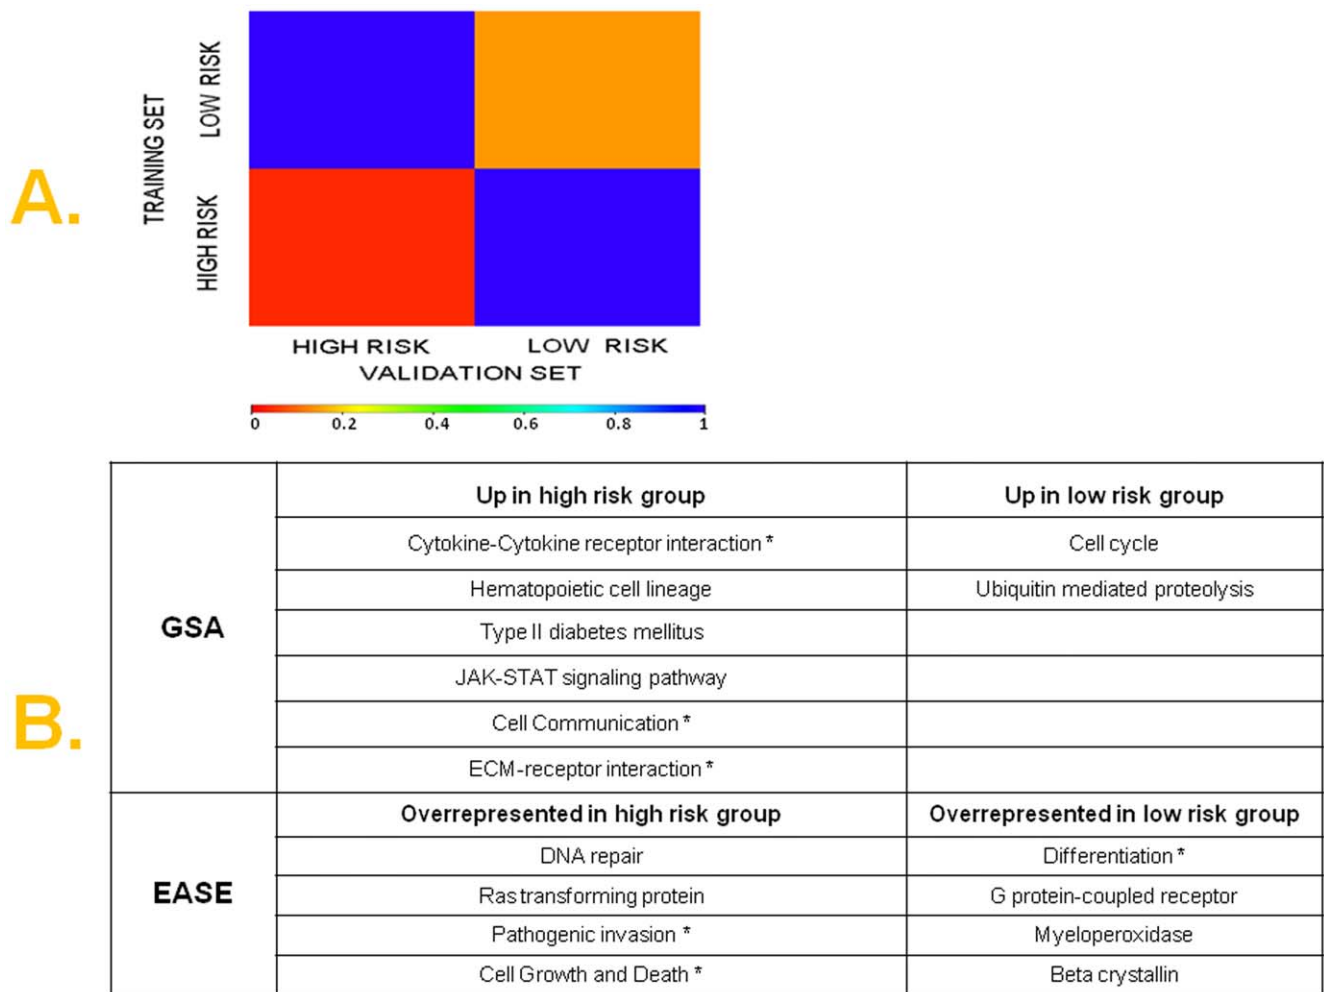 A.
TRAINING SET
LOW RISK
HIGH RISK
HIGH RISK LOW RISK
VALIDATION SET
0 0.2 0.4 0.6 0.8 1
B.
GSA
Up in high risk group Up in low risk group
Cytokine-Cytokine receptor interaction * Cell cycle
Hematopoietic cell lineage Ubiquitin mediated proteolysis
Type II diabetes mellitus
JAK-STAT signaling pathway
Cell Communication *
ECM-receptor interaction *
EASE
Overrepresented in high risk group Overrepresented in low risk group
DNA repair Differentiation *
Ras transforming protein G protein-coupled receptor
Pathogenic invasion * Myeloperoxidase
Cell Growth and Death * Beta crystallin